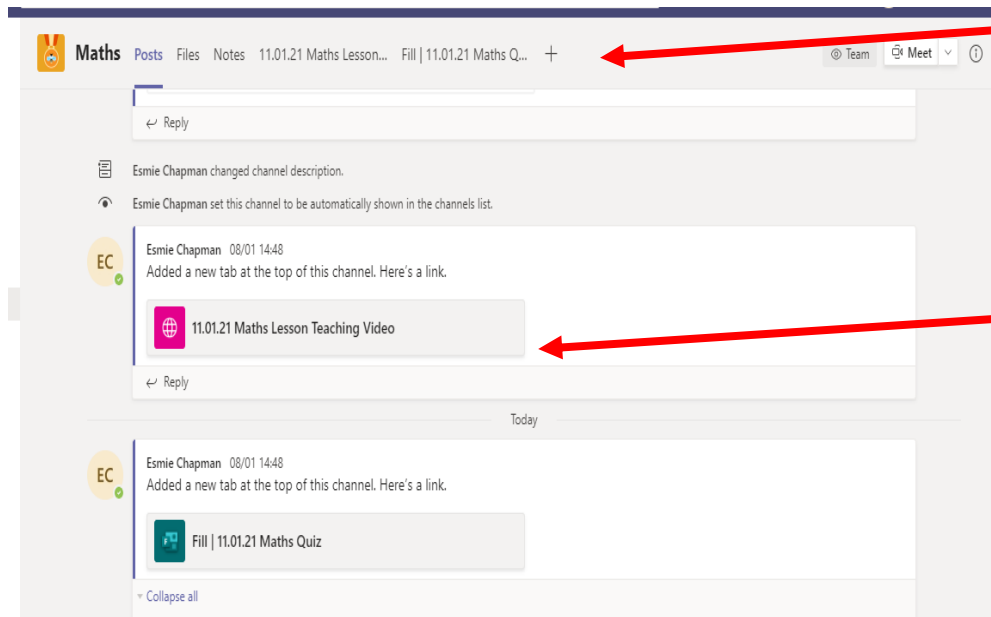 Maths Posts Files Notes 11.01.21 Maths Lesson... Fill | 11.01.21 Maths Q... + Team Meet
Reply
Esmie Chapman changed channel description.
Esmie Chapman set this channel to be automatically shown in the channels list.
EC
Esmie Chapman 08/01 14:48
Added a new tab at the top of this channel. Here's a link.
11.01.21 Maths Lesson Teaching Video
Reply
Today
EC
Esmie Chapman 08/01 14:48
Added a new tab at the top of this channel. Here's a link.
Fill | 11.01.21 Maths Quiz
Collapse all